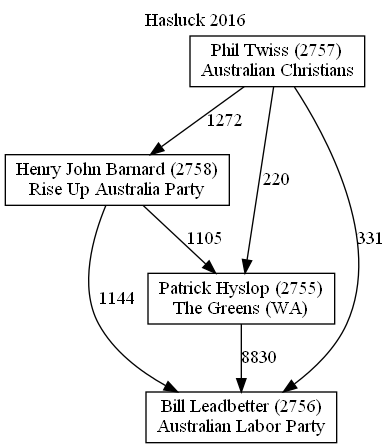 Hasluck 2016
Phil Twiss (2757)
Australian Christians
1272
Henry John Barnard (2758)
Rise Up Australia Party
220
331
1105
1144
Patrick Hyslop (2755)
The Greens (WA)
8830
Bill Leadbetter (2756)
Australian Labor Party